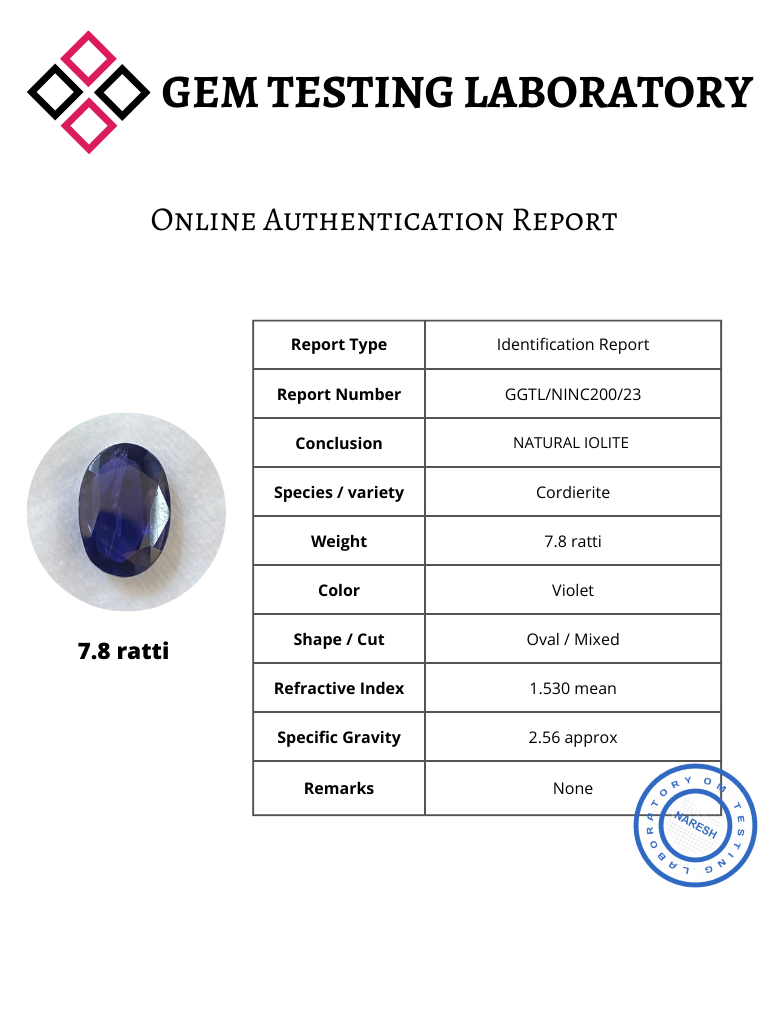 GEM TESTING LABORATORY
ONLINE AUTHENTICATION REPORT
Report Type Identification Report
Report Number GGTL/NINC200/23
Conclusion NATURAL IOLITE
Species / variety Cordierite
Weight 7.8 ratti
Color Violet
Shape / Cut Oval / Mixed
Refractive Index 1.530 mean
Specific Gravity 2.56 approx
Remarks None
7.8 ratti
OM TESTING LABORATORY
NARESH